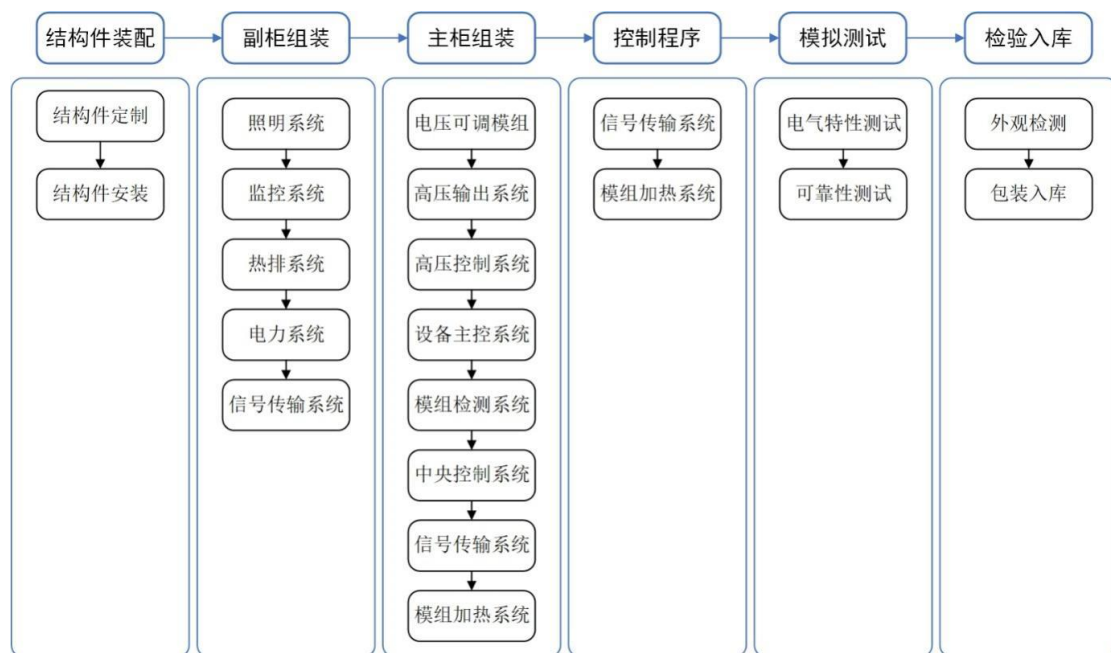 结构件装配
副柜组装
主柜组装
控制程序
模拟测试
检验入库
结构件定制
结构件安装
照明系统
监控系统
热排系统
电力系统
信号传输系统
电压可调模组
高压输出系统
高压控制系统
设备主控系统
模组检测系统
中央控制系统
信号传输系统
模组加热系统
信号传输系统
模组加热系统
电气特性测试
可靠性测试
外观检测
包装入库